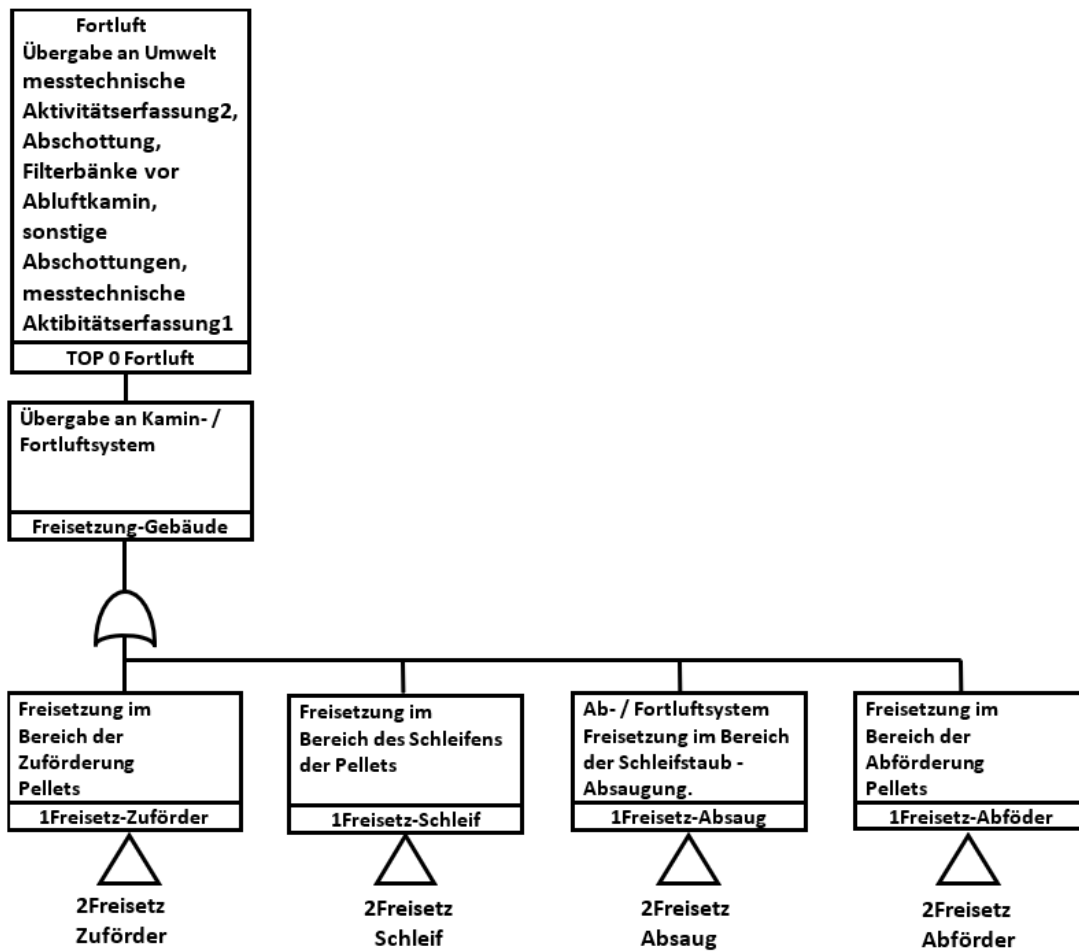 Fortluft
Übergabe an Umwelt
messtechnische
Aktivitätserfassung2,
Abschottung,
Filterbänke vor
Abluftkamin,
sonstige
Abschottungen,
messtechnische
Aktibitätserfassung1
TOP 0 Fortluft
Übergabe an Kamin- /
Fortluftsystem
Freisetzung-Gebäude
Freisetzung im
Bereich der
Zuförderung
Pellets
1Freisetz-Zuförder
2Freisetz
Zuförder
Freisetzung im
Bereich des Schleifens
der Pellets
1Freisetz-Schleif
2Freisetz
Schleif
Ab- / Fortluftsystem
Freisetzung im Bereich
der Schleifstaub -
Absaugung.
1Freisetz-Absaug
2Freisetz
Absaug
Freisetzung im
Bereich der
Abförderung
Pellets
1Freisetz-Abföder
2Freisetz
Abförder